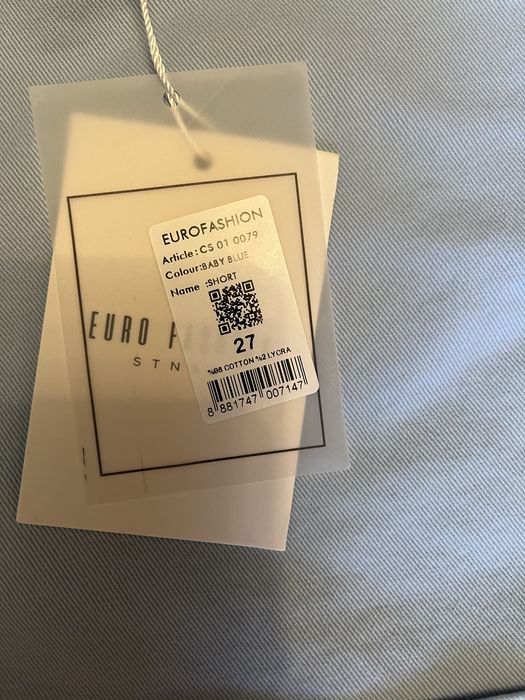 EUROFASHION
Article : CS 01 0079
Colour:BABY BLUE
Name :SHORT
27
%98 COTTON %2 LYCRA
8 881747 007147
EURO
STN